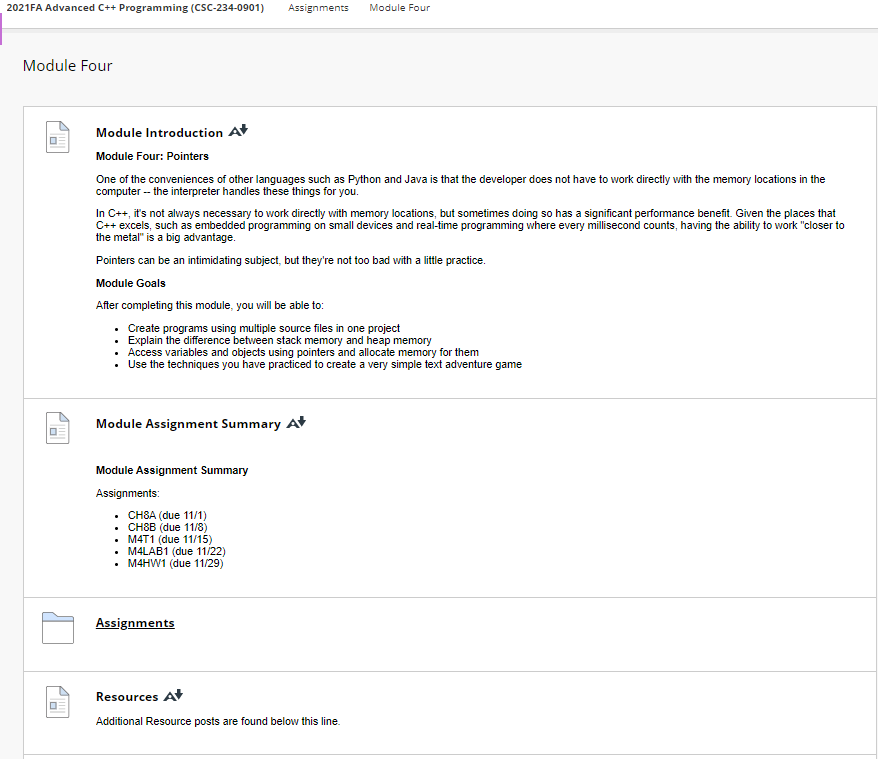 2021FA Advanced C++ Programming (CSC-234-0901) Assignments Module Four
Module Four
Module Introduction
Module Four: Pointers
One of the conveniences of other languages such as Python and Java is that the developer does not have to work directly with the memory locations in the
computer -- the interpreter handles these things for you.
In C++, it's not always necessary to work directly with memory locations, but sometimes doing so has a significant performance benefit. Given the places that
C++ excels, such as embedded programming on small devices and real-time programming where every millisecond counts, having the ability to work "closer to
the metal" is a big advantage.
Pointers can be an intimidating subject, but they're not too bad with a little practice.
Module Goals
After completing this module, you will be able to:
• Create programs using multiple source files in one project
• Explain the difference between stack memory and heap memory
• Access variables and objects using pointers and allocate memory for them
• Use the techniques you have practiced to create a very simple text adventure game
Module Assignment Summary
Module Assignment Summary
Assignments:
• CH8A (due 11/1)
• CH8B (due 11/8)
• M4T1 (due 11/15)
• M4LAB1 (due 11/22)
• M4HW1 (due 11/29)
Assignments
Resources
Additional Resource posts are found below this line.